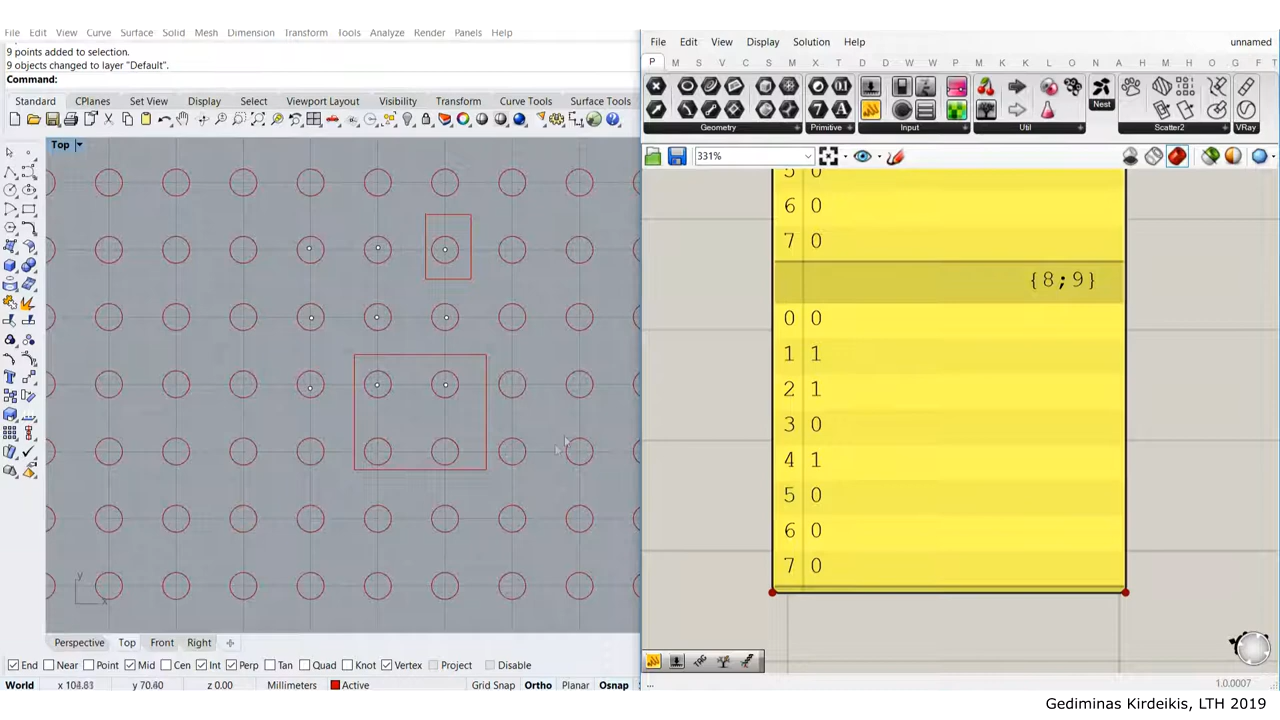 File Edit View Curve Surface Solid Mesh Dimension Transform Tools Analyze Render Panels Help
9 points added to selection.
9 objects changed to layer "Default".
Command:
Standard CPlanes Set View Display Select Viewport Layout Visibility Transform Curve Tools Surface Tools
Top
y
x
Perspective Top Front Right
End Near Point Mid Cen Int Perp Tan Quad Knot Vertex Project Disable
World x 104.83 y 70.40 z 0.00 Millimeters Active Grid Snap Ortho Planar Osnap
File Edit View Display Solution Help unnamed
P M S V C S M I T D D W W K L K S N A U F G F T
Nest
Geometry Primitive Input Util Scatter2 VRay
331%
5 0
6 0
7 0
{8;9}
0 0
1 1
2 1
3 0
4 1
5 0
6 0
7 0
... 1.0.0007
Gediminas Kirdeikis, LTH 2019